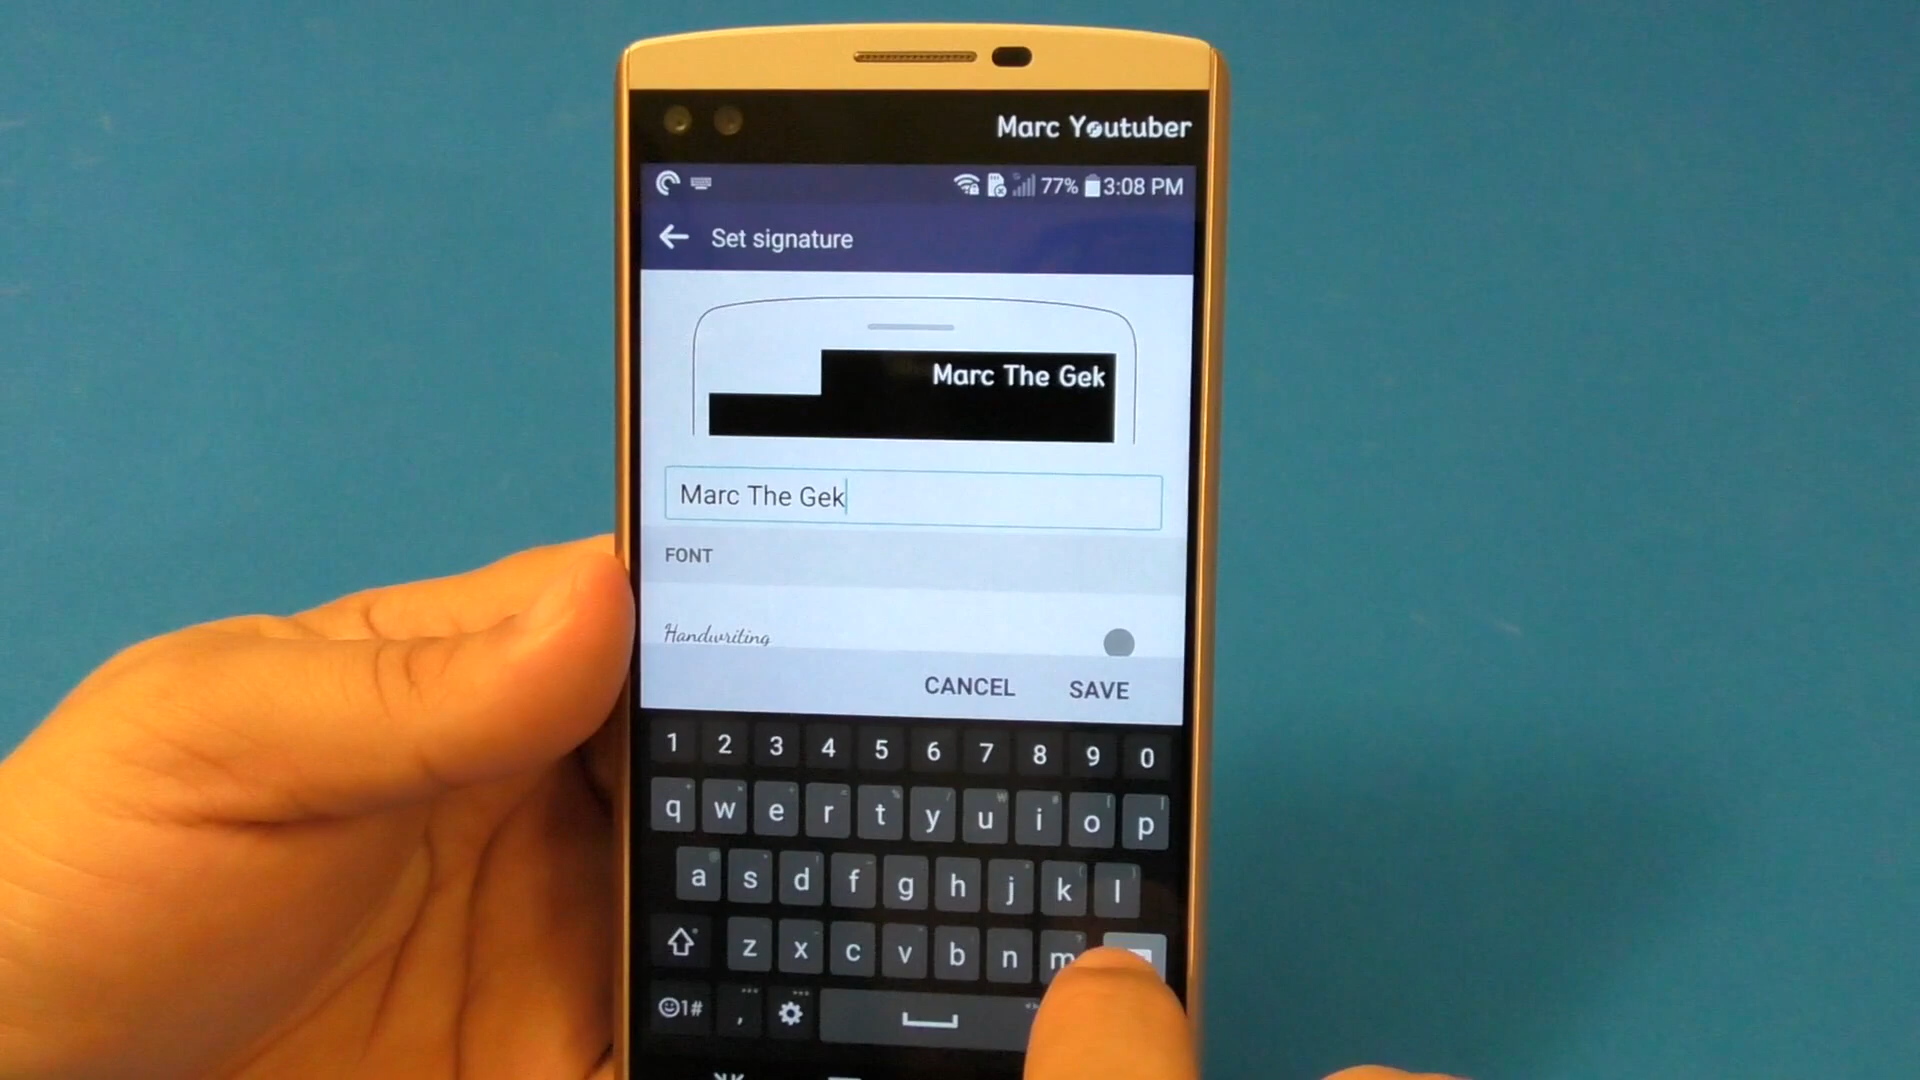 Marc Youtuber
77% 3:08 PM
Set signature
Marc The Gek
Marc The Gek
FONT
Handwriting
CANCEL SAVE
1 2 3 4 5 6 7 8 9 0
q w e r t y u i o p
a s d f g h j k l
z x c v b n m
1# ,